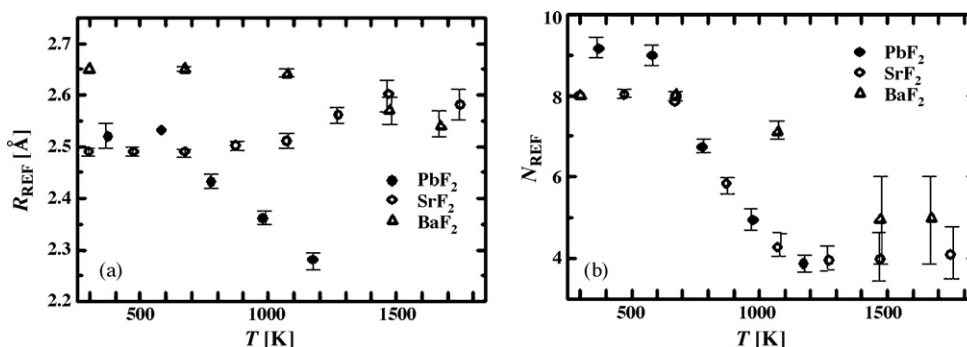 2.7
2.6
2.5
2.4
2.3
2.2
R_REF [Å]
PbF₂
SrF₂
BaF₂
(a)
500 1000 1500
T [K]
10
8
6
4
N_REF
PbF₂
SrF₂
BaF₂
(b)
500 1000 1500
T [K]